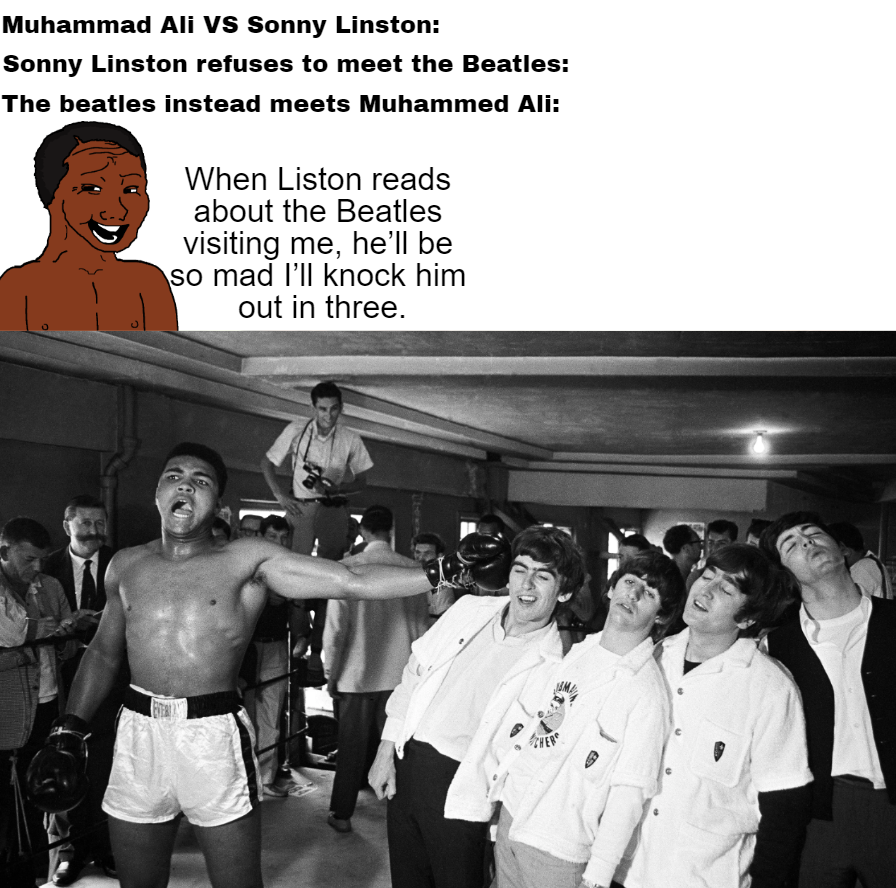 Muhammad Ali VS Sonny Linston:
Sonny Linston refuses to meet the Beatles:
The beatles instead meets Muhammed Ali:
When Liston reads
about the Beatles
visiting me, he’ll be
so mad I’ll knock him
out in three.